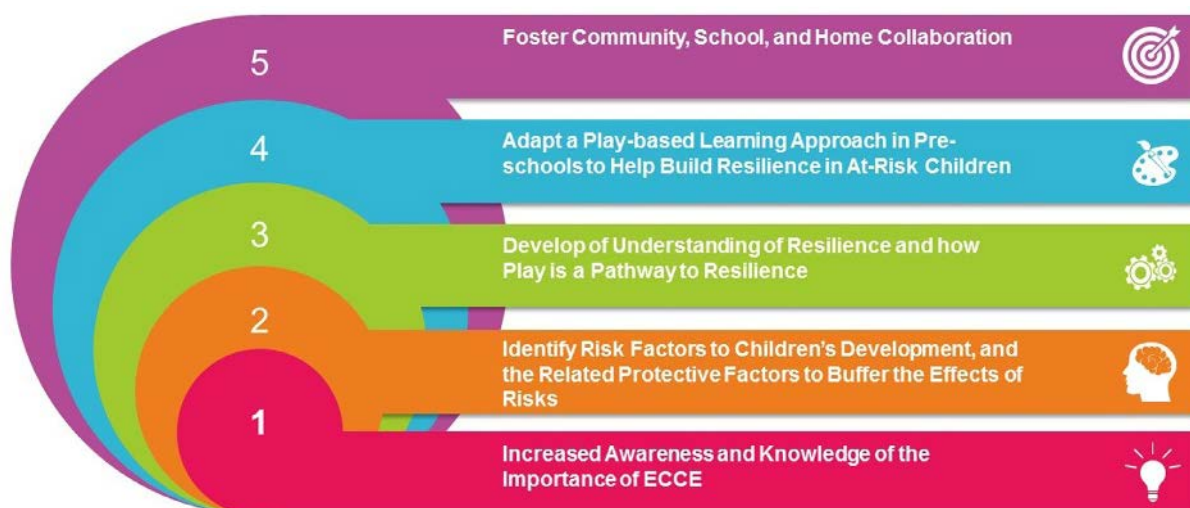 5
Foster Community, School, and Home Collaboration
4
Adapt a Play-based Learning Approach in Pre-
schools to Help Build Resilience in At-Risk Children
3
Develop of Understanding of Resilience and how
Play is a Pathway to Resilience
2
Identify Risk Factors to Children’s Development, and
the Related Protective Factors to Buffer the Effects of
Risks
1
Increased Awareness and Knowledge of the
Importance of ECCE